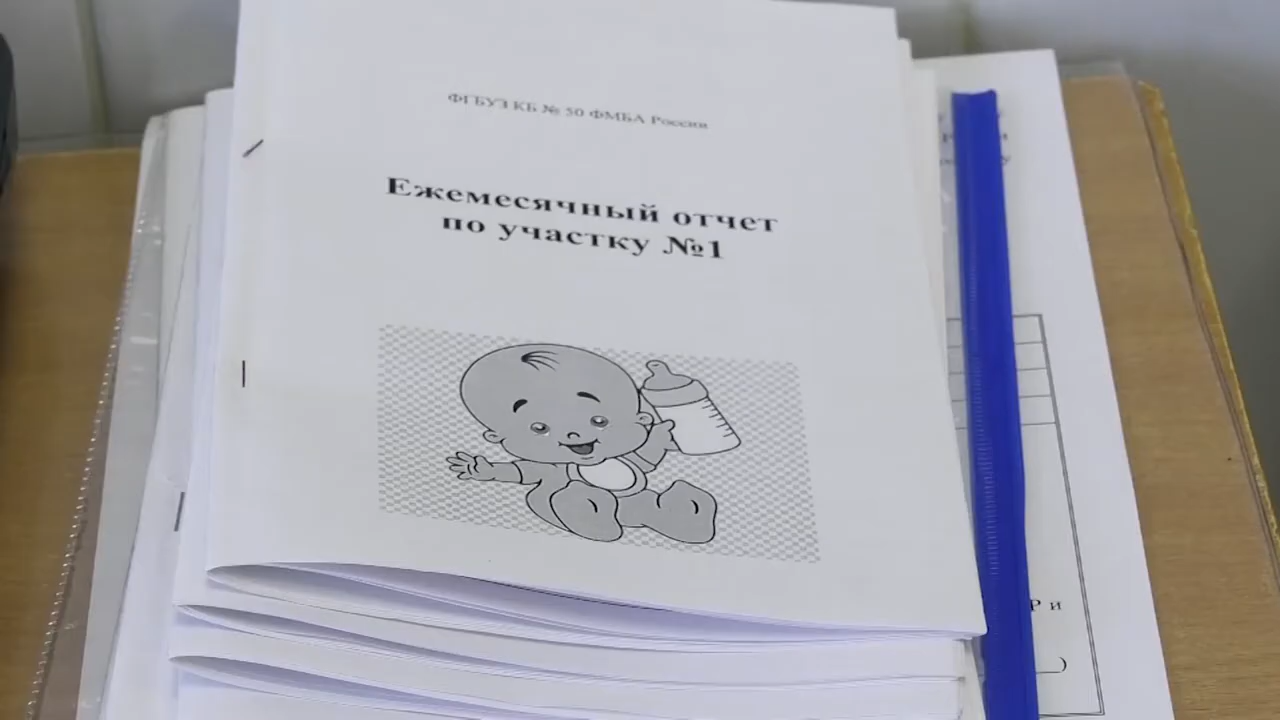 ФГБУЗ КБ № 50 ФМБА России
Ежемесячный отчет
по участку №1
Р и